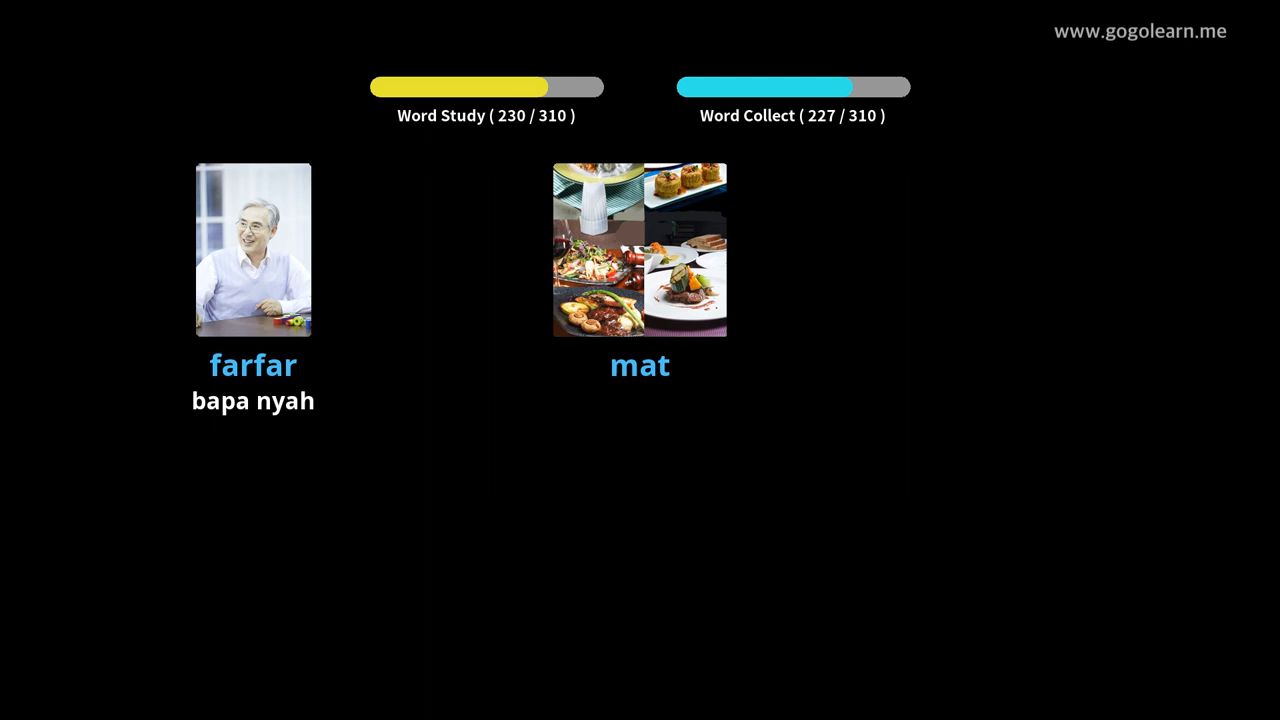 www.gogolearn.me
Word Study ( 230 / 310 )
Word Collect ( 227 / 310 )
farfar
bapa nyah
mat